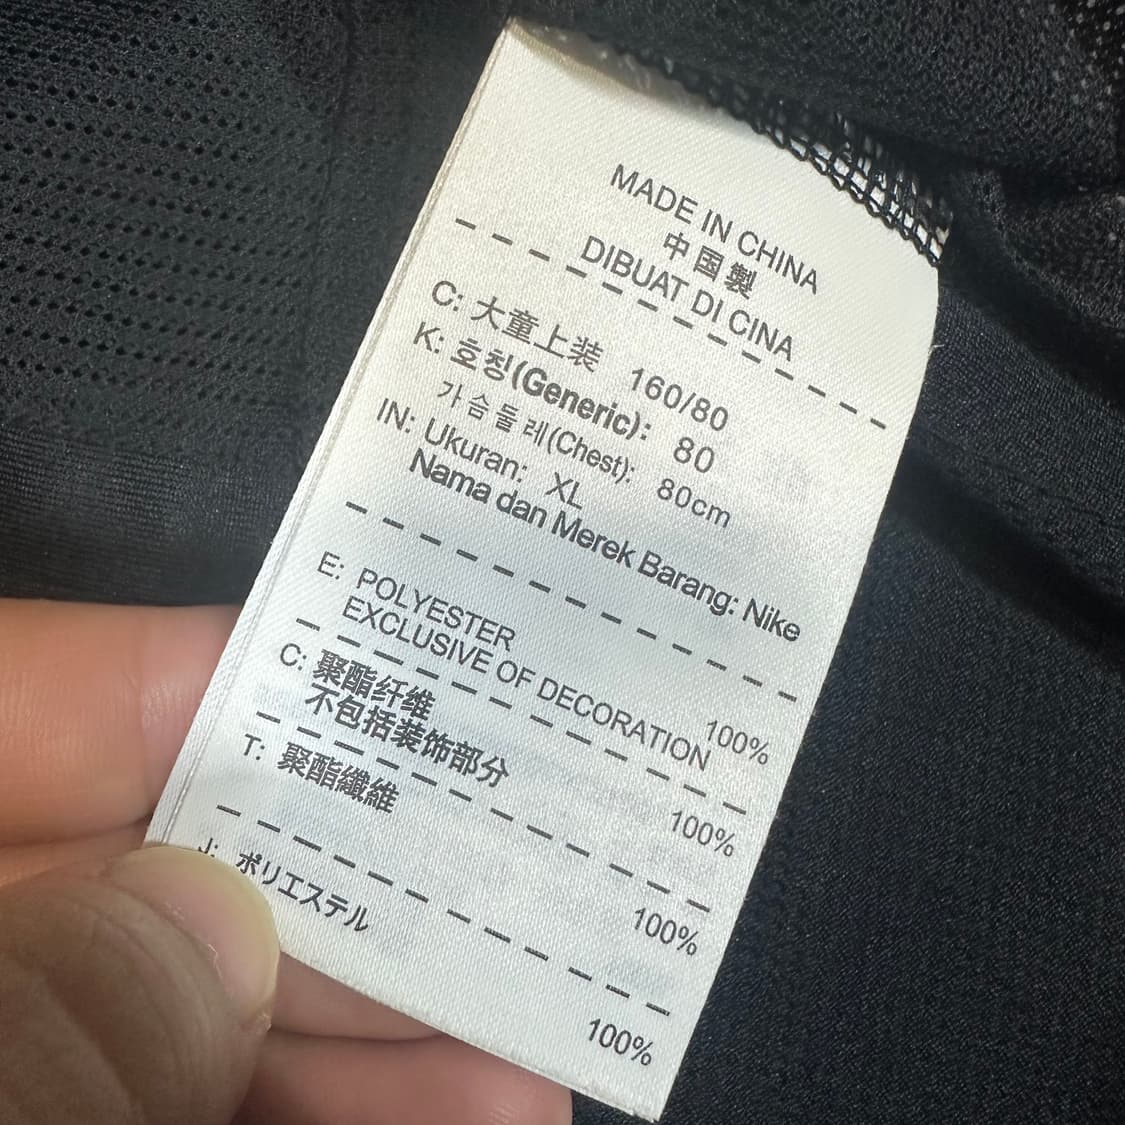 MADE IN CHINA
中国製
DIBUAT DI CINA
C: 大童上装 160/80
K: 호칭(Generic): 80
가슴둘레(Chest): 80cm
IN: Ukuran: XL
Nama dan Merek Barang: Nike
E: POLYESTER 100%
EXCLUSIVE OF DECORATION
C: 聚酯纤维 100%
不包括装饰部分
T: 聚酯纖維 100%
J: ポリエステル 100%